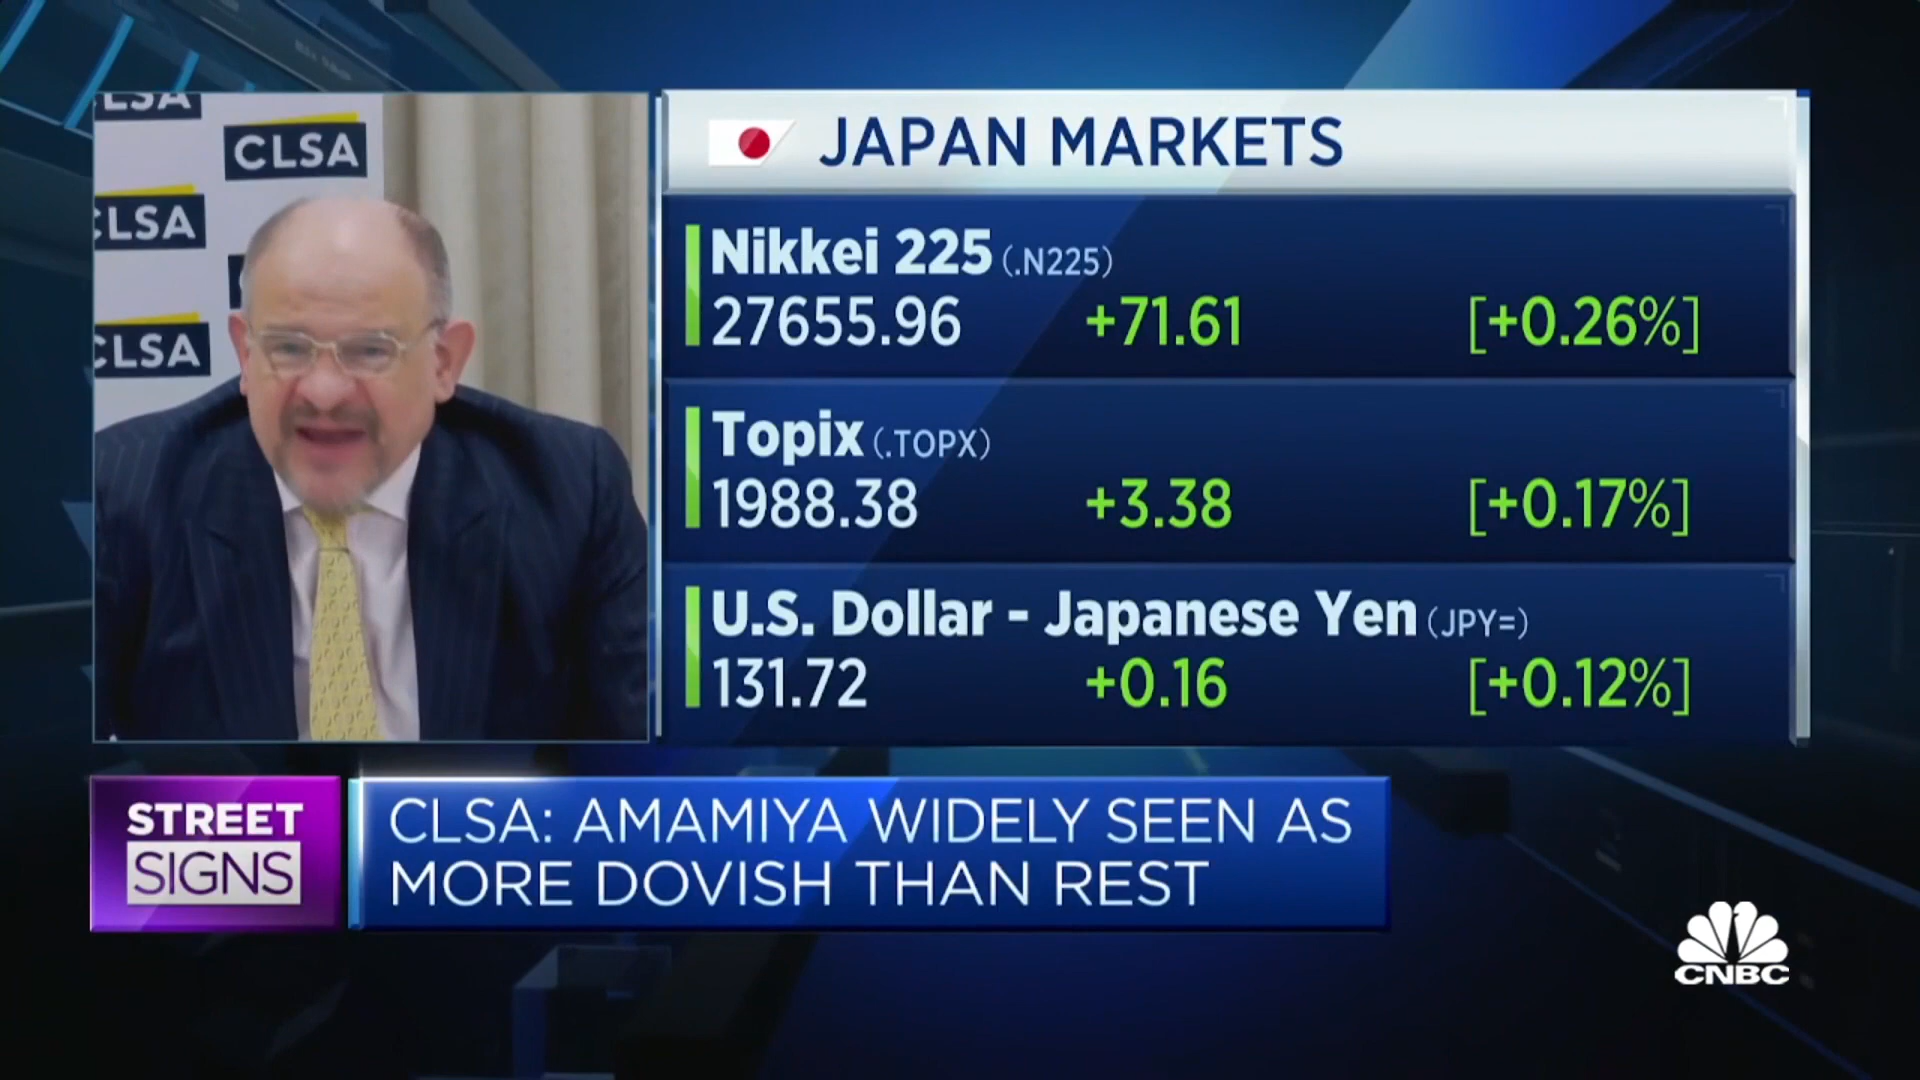 CLSA
CLSA
CLSA
CLSA
JAPAN MARKETS
Nikkei 225 (.N225)
27655.96 +71.61 [+0.26%]
Topix (.TOPX)
1988.38 +3.38 [+0.17%]
U.S. Dollar - Japanese Yen (JPY=)
131.72 +0.16 [+0.12%]
STREET
SIGNS
CLSA: AMAMIYA WIDELY SEEN AS
MORE DOVISH THAN REST
CNBC